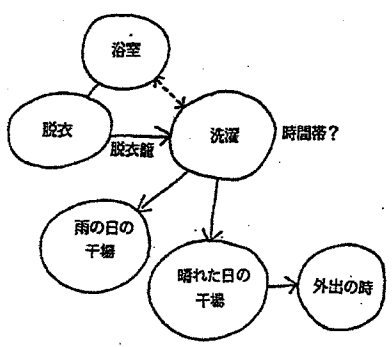 浴室
脱衣
脱衣籠
洗濯
時間帯？
雨の日の
干場
晴れた日の
干場
外出の時